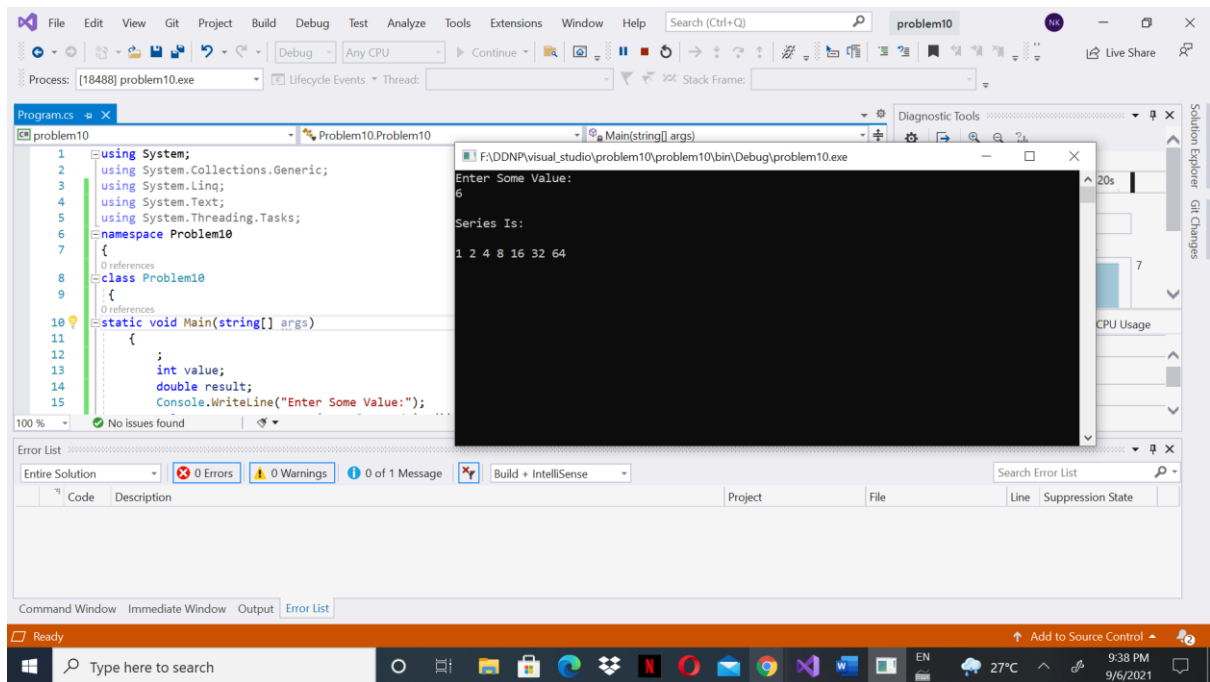 File Edit View Git Project Build Debug Test Analyze Tools Extensions Window Help Search (Ctrl+Q) problem10 NK
Debug Any CPU Continue Live Share
Process: [18488] problem10.exe Lifecycle Events Thread: Stack Frame:
Program.cs
problem10 Problem10.Problem10 Main(string[] args)
1 using System;
2 using System.Collections.Generic;
3 using System.Linq;
4 using System.Text;
5 using System.Threading.Tasks;
6 namespace Problem10
7 {
0 references
8 class Problem10
9 {
0 references
10 static void Main(string[] args)
11 {
12 ;
13 int value;
14 double result;
15 Console.WriteLine("Enter Some Value:");
100 % No issues found
F:\DDNP\visual_studio\problem10\problem10\bin\Debug\problem10.exe
Enter Some Value:
6
Series Is:
1 2 4 8 16 32 64
Diagnostic Tools
20s
7
CPU Usage
Solution Explorer
Git Changes
Error List
Entire Solution 0 Errors 0 Warnings 0 of 1 Message Build + IntelliSense Search Error List
Code Description Project File Line Suppression State
Command Window Immediate Window Output Error List
Ready Add to Source Control 2
Type here to search EN 27°C 9:38 PM
9/6/2021